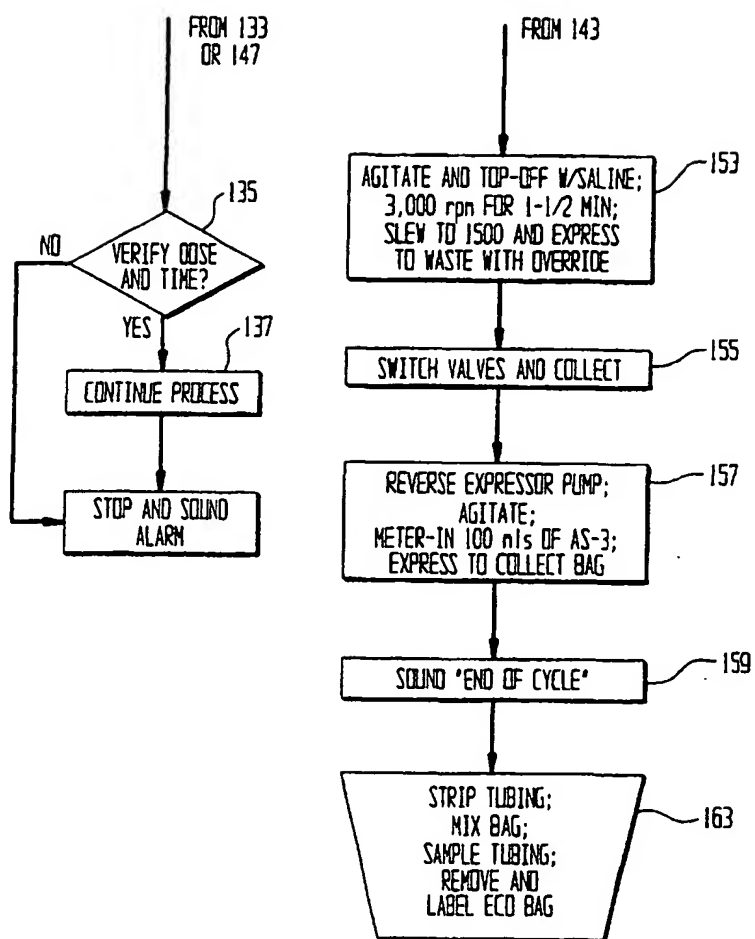 FROM 133
OR 147
135
NO
VERIFY DOSE
AND TIME?
YES
137
CONTINUE PROCESS
STOP AND SOUND
ALARM
FROM 143
153
AGITATE AND TOP-OFF W/SALINE;
3,000 rpm FOR 1-1/2 MIN;
SLEW TO 1500 AND EXPRESS
TO WASTE WITH OVERRIDE
155
SWITCH VALVES AND COLLECT
157
REVERSE EXPRESSOR PUMP;
AGITATE;
METER-IN 100 mls OF AS-3;
EXPRESS TO COLLECT BAG
159
SOUND "END OF CYCLE"
163
STRIP TUBING;
MIX BAG;
SAMPLE TUBING;
REMOVE AND
LABEL ECO BAG